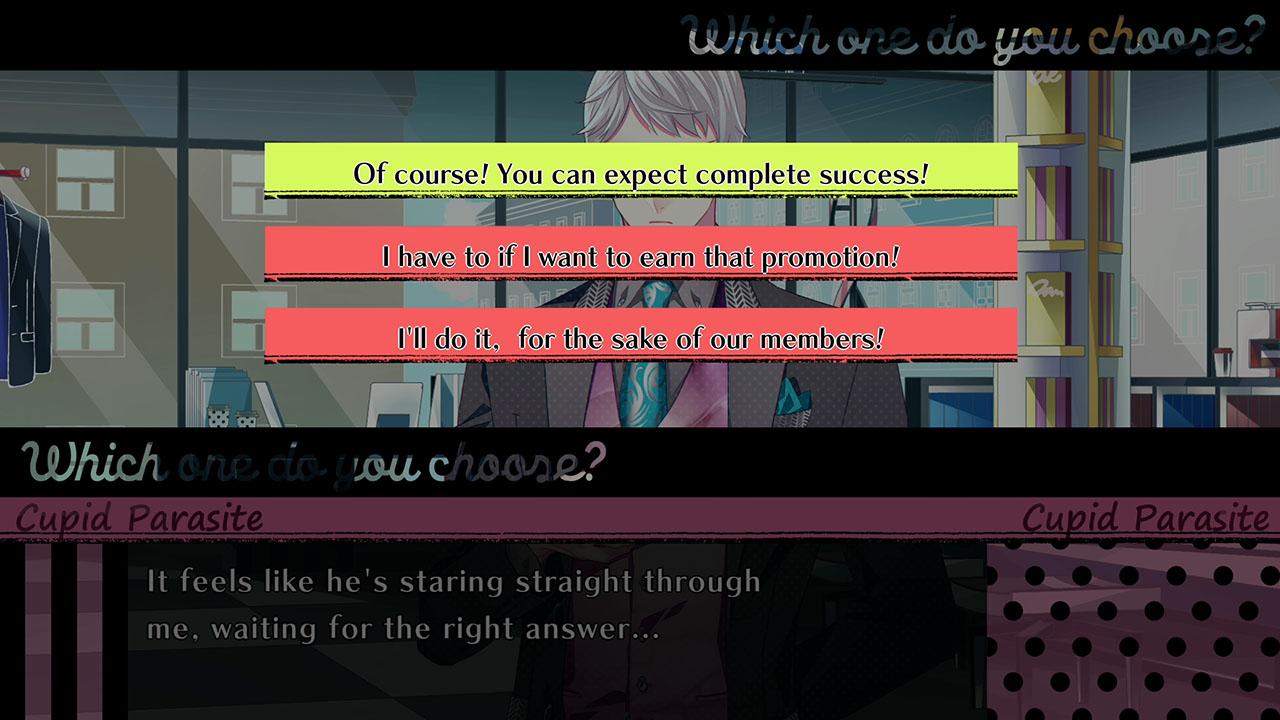 Which one do you choose?
Of course! You can expect complete success!
I have to if I want to earn that promotion!
I'll do it, for the sake of our members!
Which one do you choose?
Cupid Parasite
Cupid Parasite
It feels like he's staring straight through
me, waiting for the right answer...